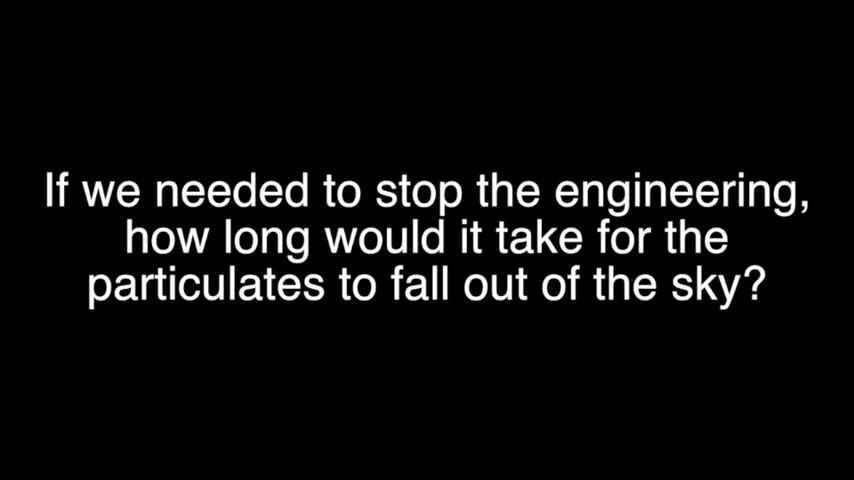 If we needed to stop the engineering,
how long would it take for the
particulates to fall out of the sky?